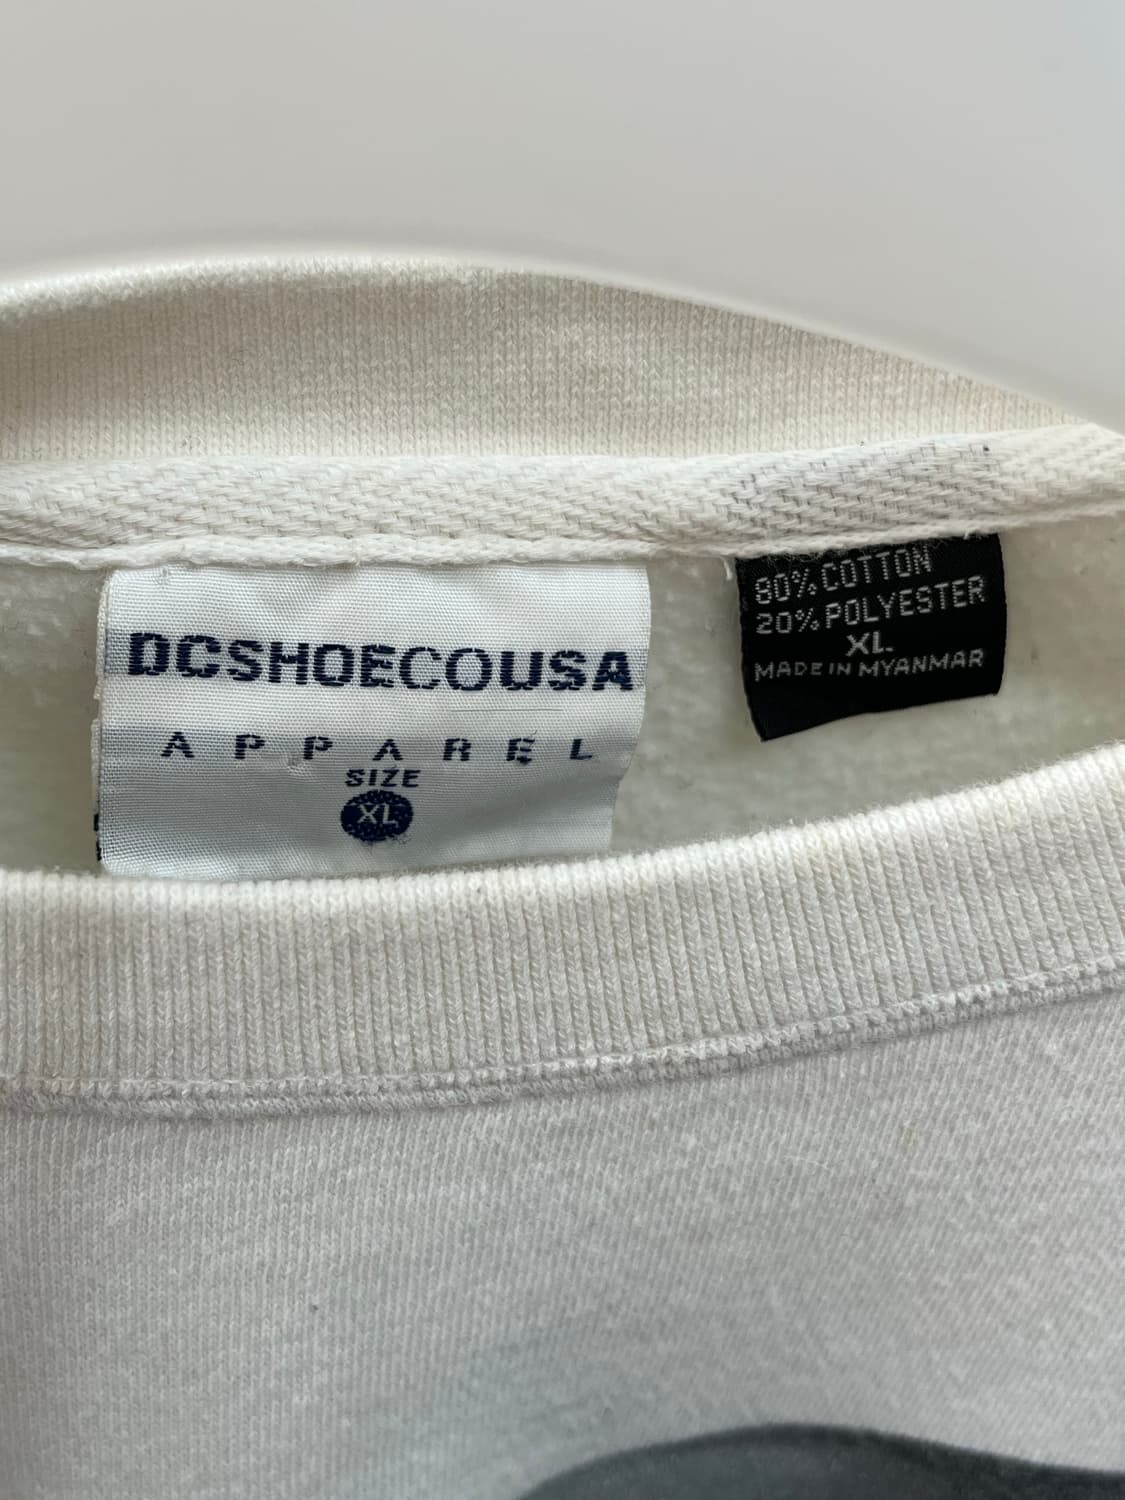 DCSHOECOUSA
APPAREL
SIZE
XL
80% COTTON
20% POLYESTER
XL
MADE IN MYANMAR